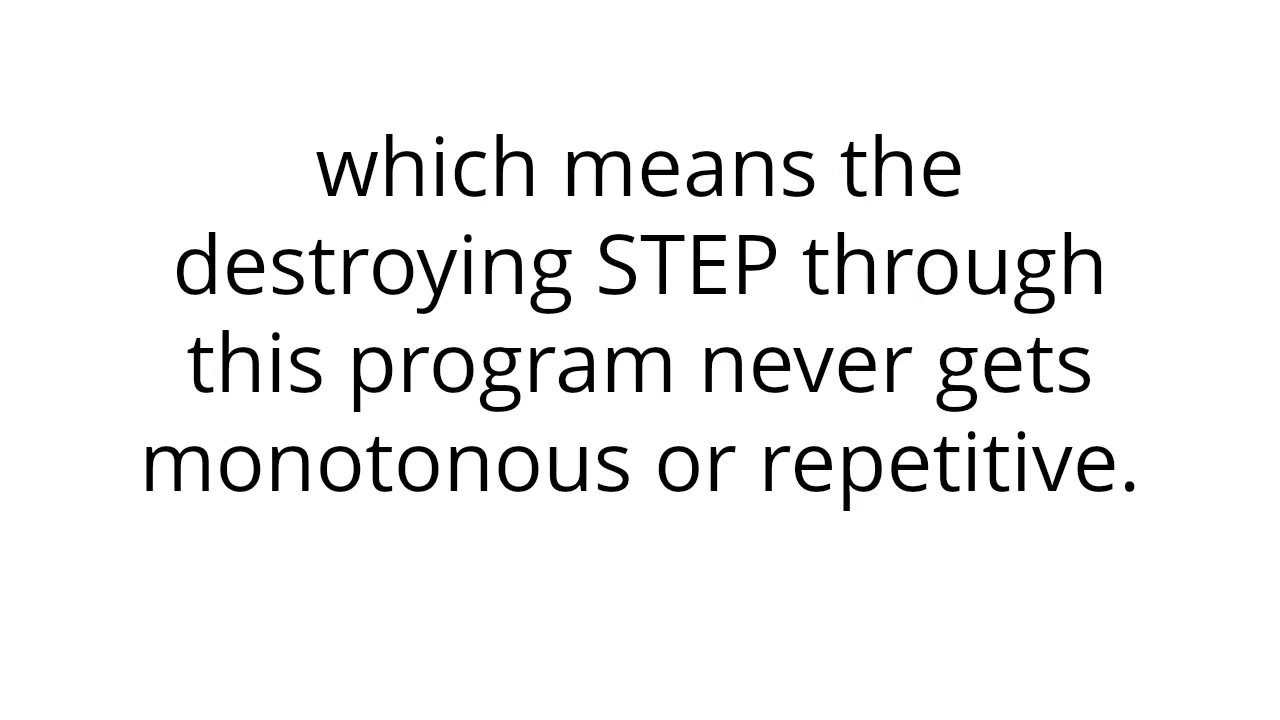 which means the
destroying STEP through
this program never gets
monotonous or repetitive.